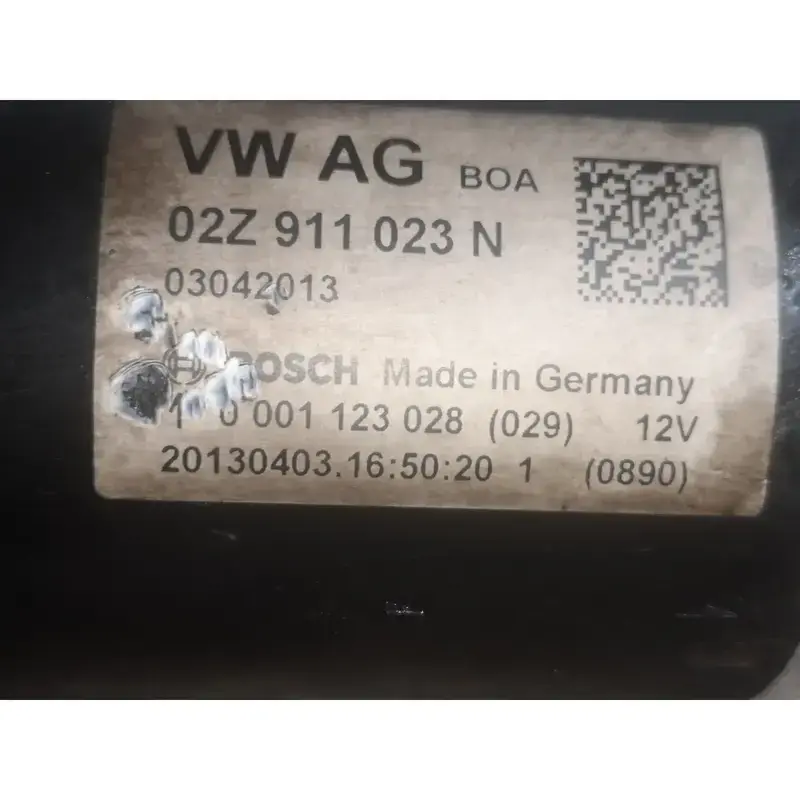 VW AG BOA
02Z 911 023 N
03042013
BOSCH Made in Germany
1 0 001 123 028 (029) 12V
20130403.16:50:20 1 (0890)